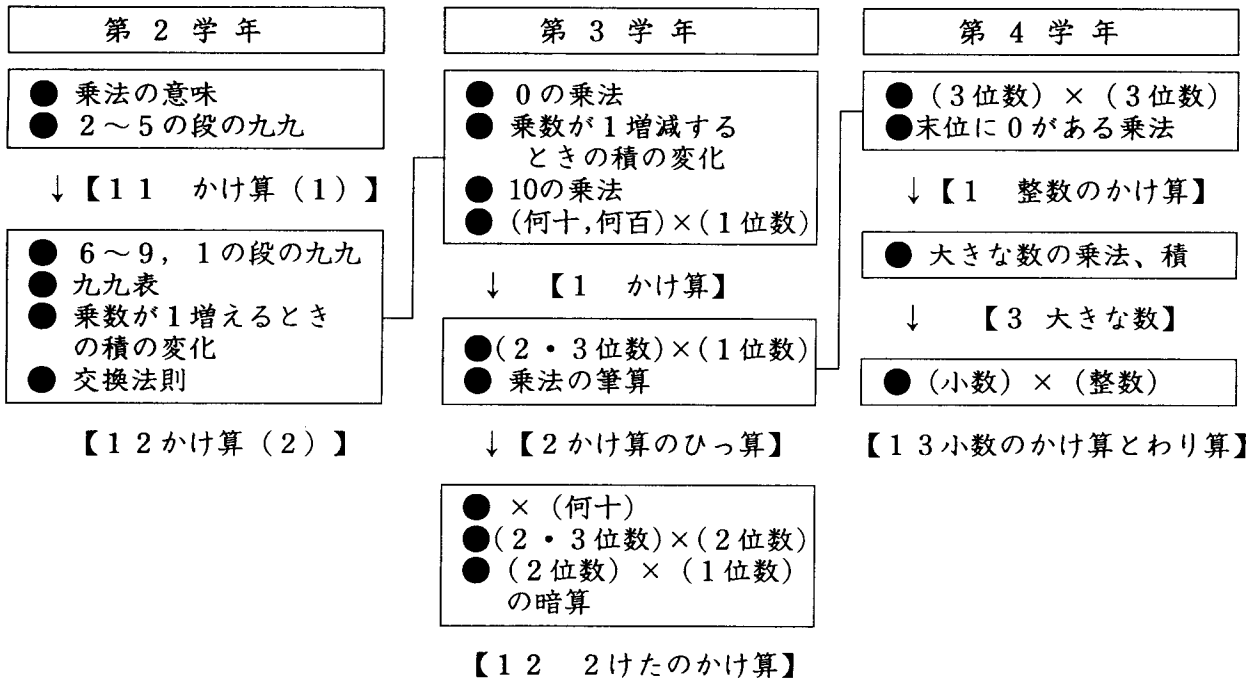 第２学年
● 乗法の意味
● ２～５の段の九九
↓【１１ かけ算（１）】
● ６～９，１の段の九九
● 九九表
● 乗数が１増えるとき
の積の変化
● 交換法則
【１２かけ算（２）】
第３学年
● ０の乗法
● 乗数が１増減する
ときの積の変化
● 10の乗法
● (何十,何百)×(１位数)
↓ 【１ かけ算】
●(２・３位数)×(１位数)
● 乗法の筆算
↓【２かけ算のひっ算】
● ×（何十）
●(２・３位数)×(２位数)
●（２位数）×（１位数）
の暗算
【１２ ２けたのかけ算】
第４学年
●（３位数）×（３位数）
●末位に０がある乗法
↓【１ 整数のかけ算】
● 大きな数の乗法、積
↓ 【３ 大きな数】
●（小数）×（整数）
【１３小数のかけ算とわり算】